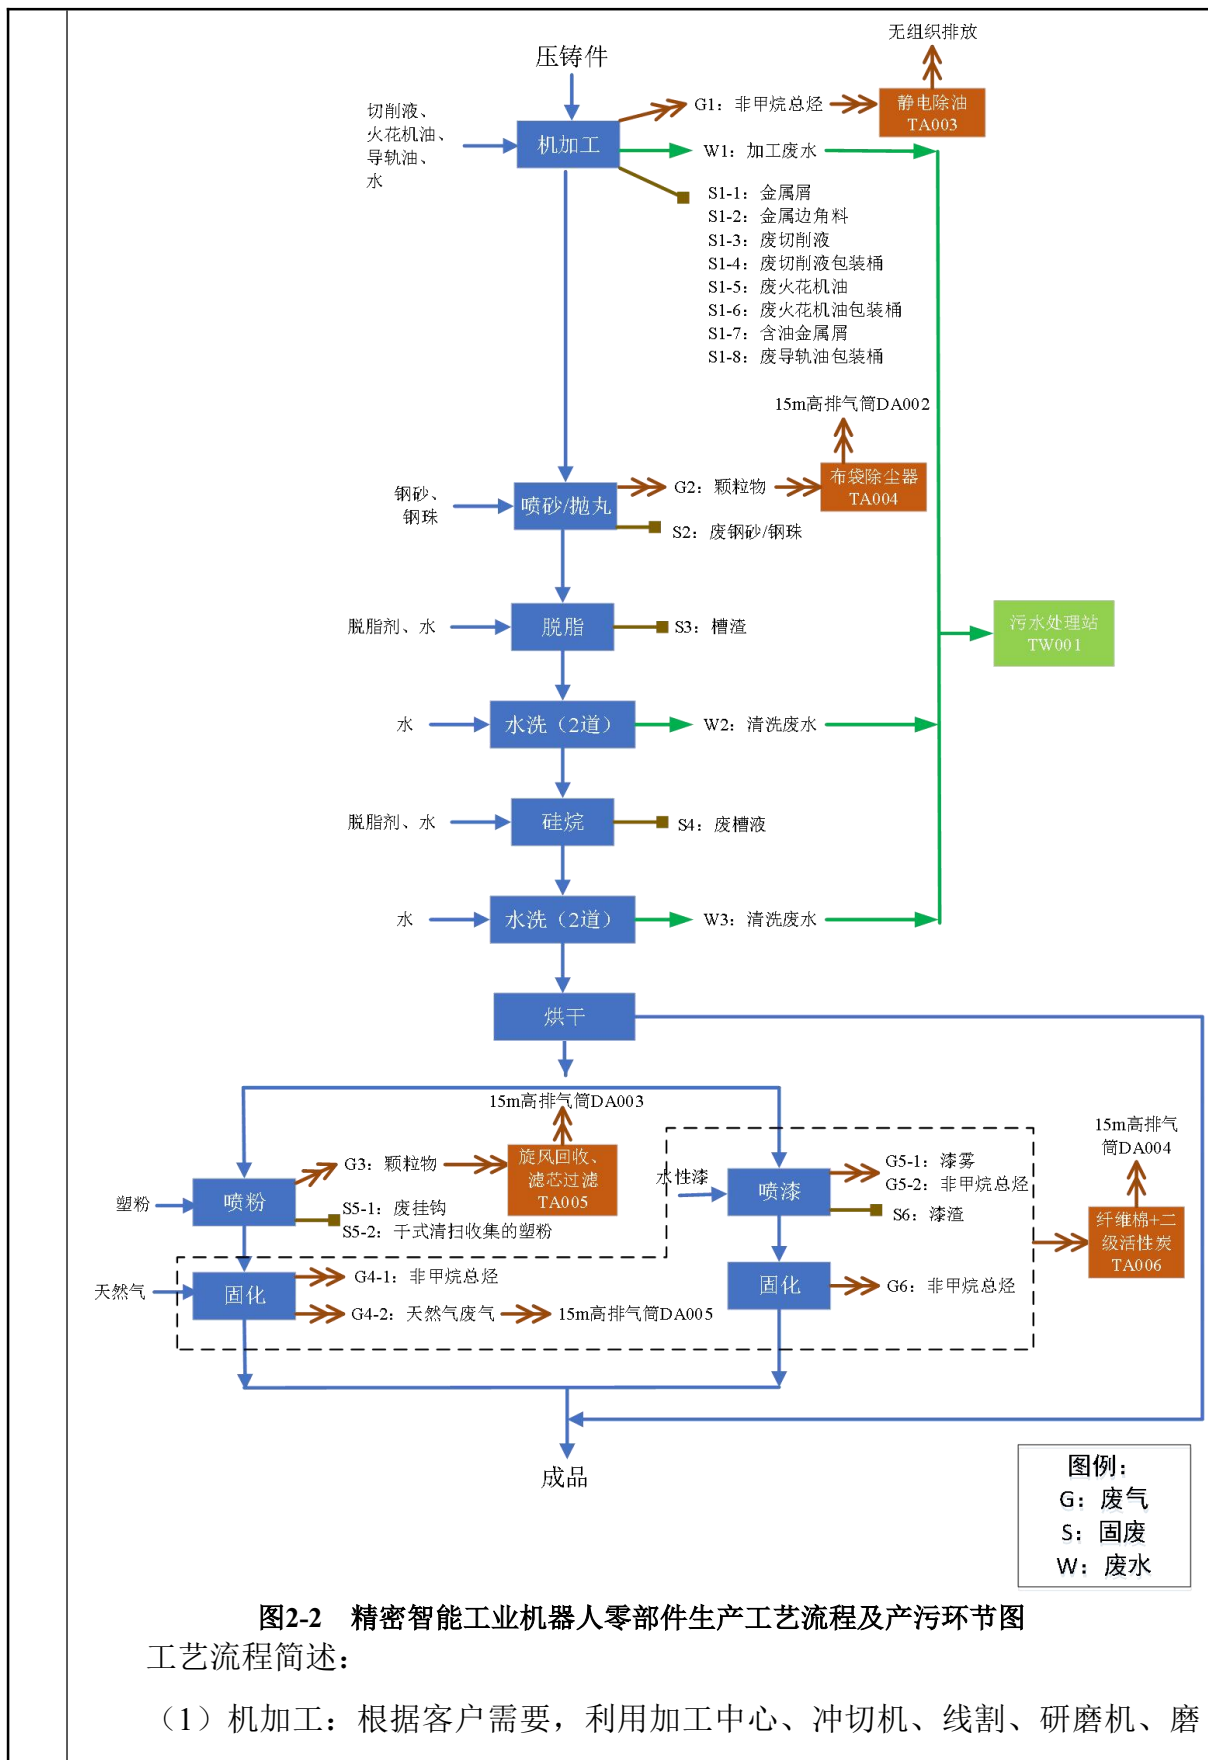 无组织排放
压铸件
切削液、
火花机油、
导轨油、
水
机加工
G1：非甲烷总烃
静电除油
TA003
W1：加工废水
S1-1：金属屑
S1-2：金属边角料
S1-3：废切削液
S1-4：废切削液包装桶
S1-5：废火花机油
S1-6：废火花机油包装桶
S1-7：含油金属屑
S1-8：废导轨油包装桶
15m高排气筒DA002
钢砂、
钢珠
喷砂/抛丸
G2：颗粒物
布袋除尘器
TA004
S2：废钢砂/钢珠
脱脂剂、水
脱脂
S3：槽渣
污水处理站
TW001
水
水洗（2道）
W2：清洗废水
脱脂剂、水
硅烷
S4：废槽液
水
水洗（2道）
W3：清洗废水
烘干
15m高排气筒DA003
15m高排气
筒DA004
G3：颗粒物
旋风回收、
滤芯过滤
TA005
塑粉
喷粉
S5-1：废挂钩
S5-2：干式清扫收集的塑粉
水性漆
喷漆
G5-1：漆雾
G5-2：非甲烷总烃
S6：漆渣
纤维棉+二
级活性炭
TA006
天然气
固化
G4-1：非甲烷总烃
G4-2：天然气废气
15m高排气筒DA005
固化
G6：非甲烷总烃
成品
图例：
G：废气
S：固废
W：废水
图2-2 精密智能工业机器人零部件生产工艺流程及产污环节图
工艺流程简述：
（1）机加工：根据客户需要，利用加工中心、冲切机、线割、研磨机、磨